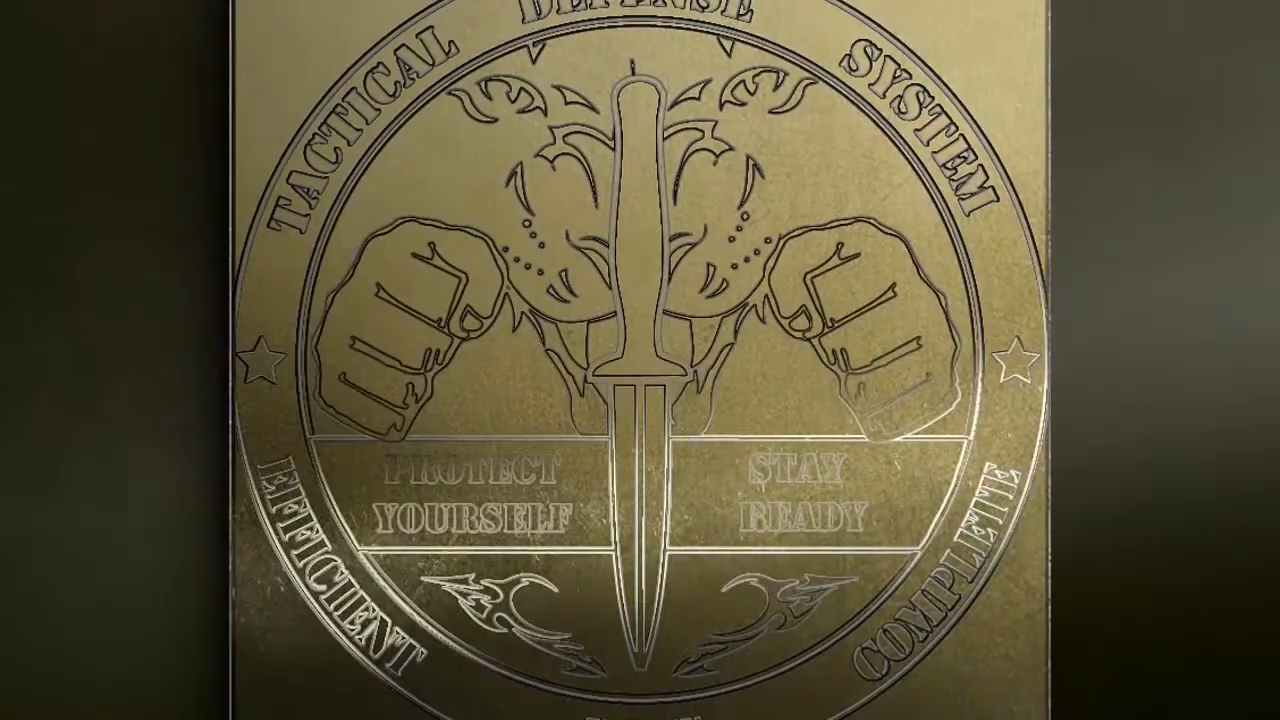 TACTICAL
DEFENSE
SYSTEM
PROTECT
YOURSELF
STAY
READY
EFFICIENT
COMPLETE